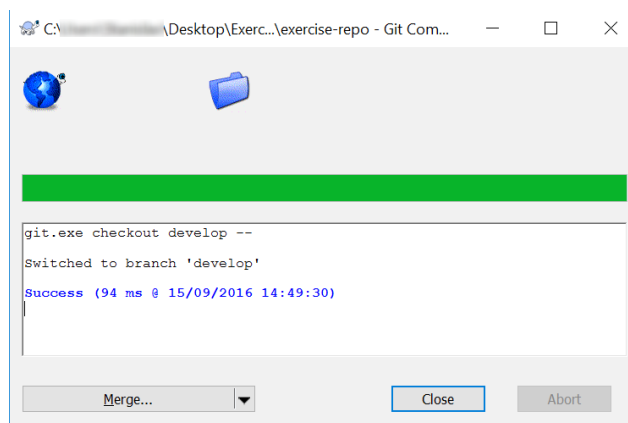 C:\ \Desktop\Exerc...\exercise-repo - Git Com...
git.exe checkout develop --
Switched to branch 'develop'
Success (94 ms @ 15/09/2016 14:49:30)
Merge... Close Abort